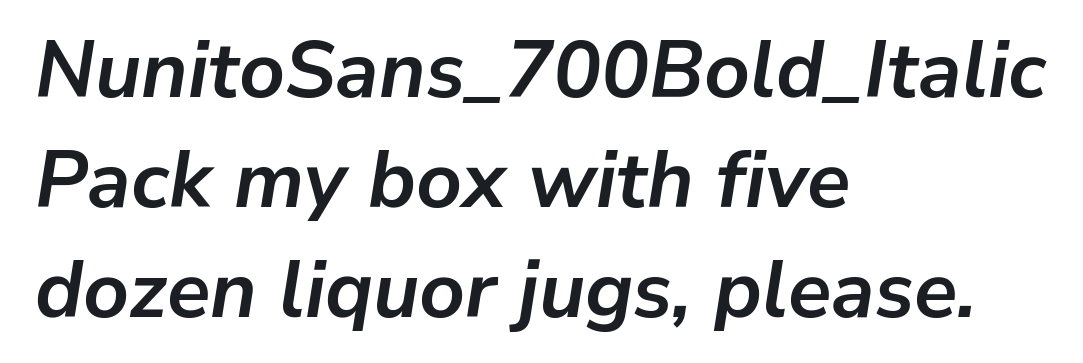 NunitoSans_700Bold_Italic
Pack my box with five
dozen liquor jugs, please.